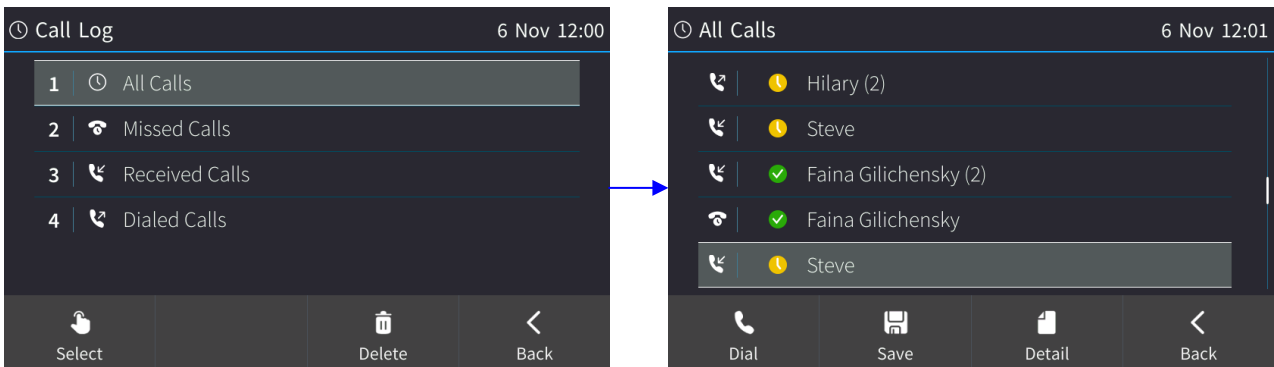 Call Log 6 Nov 12:00
1 All Calls
2 Missed Calls
3 Received Calls
4 Dialed Calls
Select Delete Back
All Calls 6 Nov 12:01
Hilary (2)
Steve
Faina Gilichensky (2)
Faina Gilichensky
Steve
Dial Save Detail Back